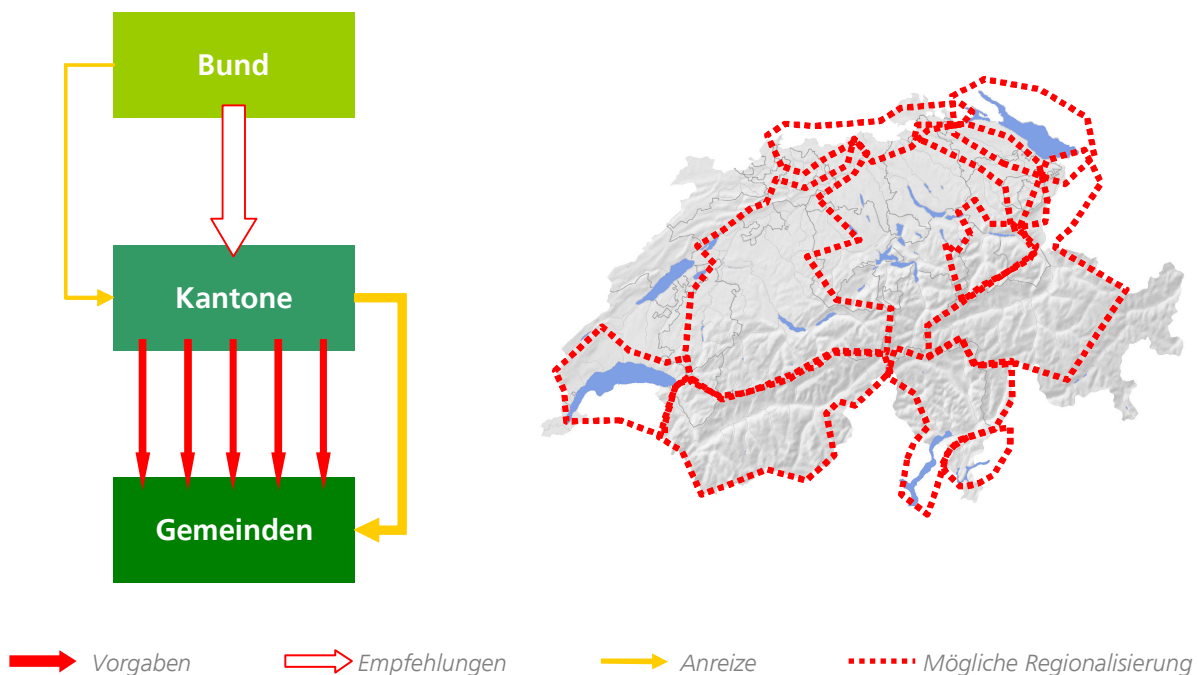 Bund
Kantone
Gemeinden
Vorgaben
Empfehlungen
Anreize
Mögliche Regionalisierung